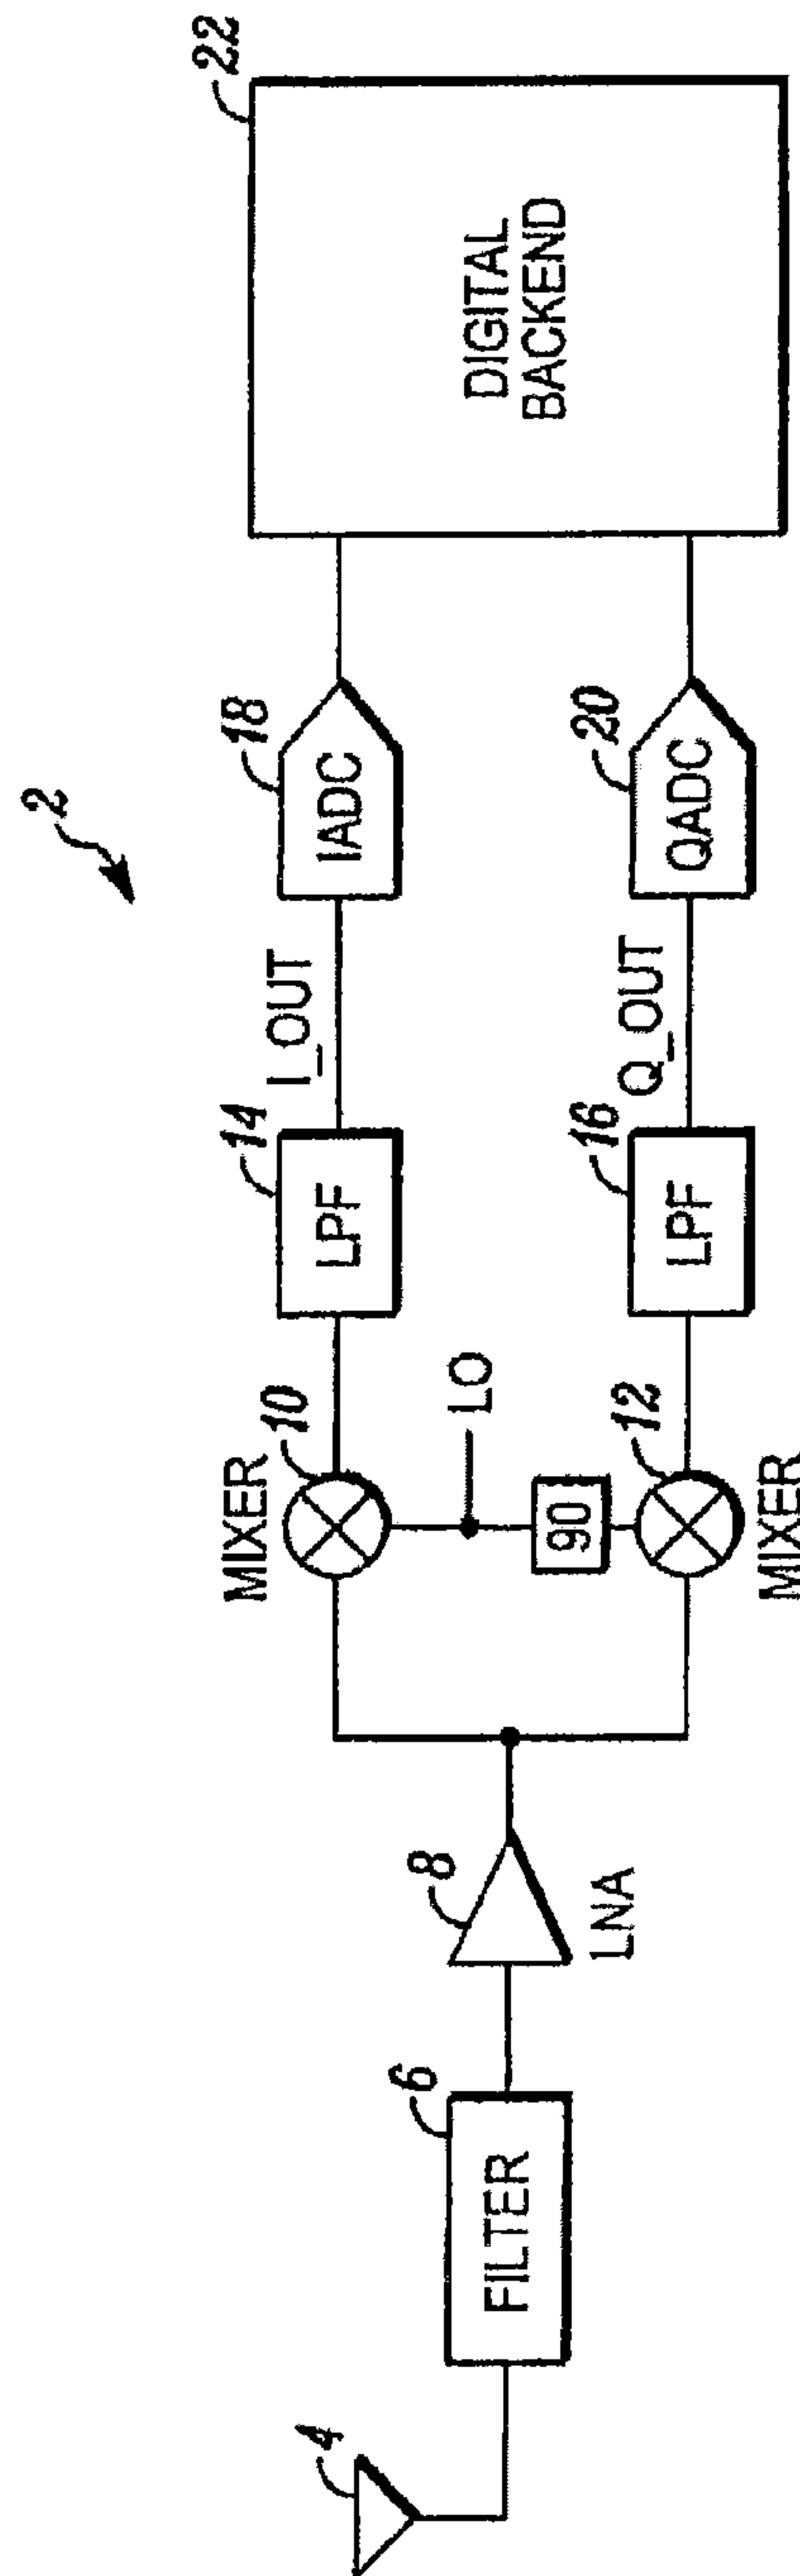 2
4
FILTER
6
8
LNA
MIXER
10
LO
90
12
MIXER
14
LPF
I_OUT
16
LPF
Q_OUT
18
IADC
20
QADC
22
DIGITAL
BACKEND